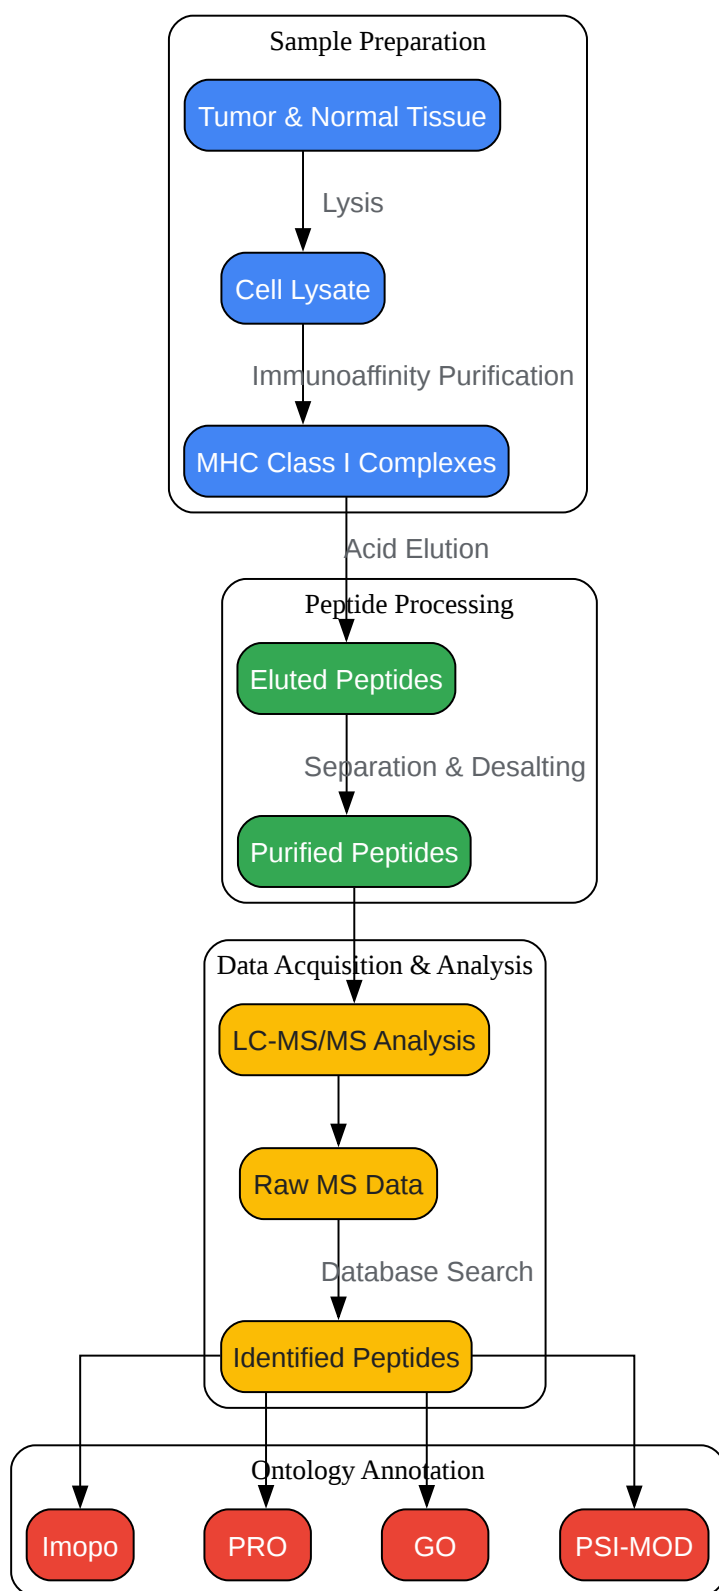 Sample Preparation
Tumor & Normal Tissue
Lysis
Cell Lysate
Immunoaffinity Purification
MHC Class I Complexes
Acid Elution
Peptide Processing
Eluted Peptides
Separation & Desalting
Purified Peptides
Data Acquisition & Analysis
LC-MS/MS Analysis
Raw MS Data
Database Search
Identified Peptides
Ontology Annotation
Imopo
PRO
GO
PSI-MOD